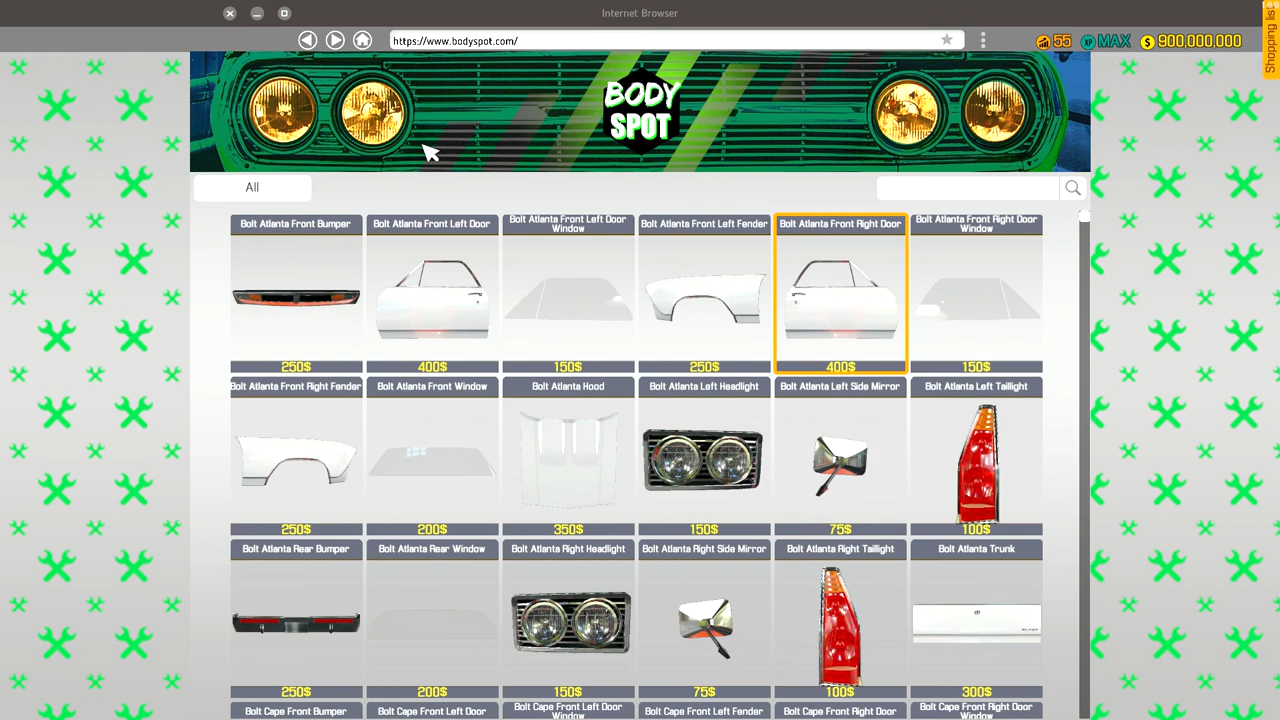 Internet Browser
https://www.bodyspot.com/
55
XP
MAX
$
900,000,000
Shopping list
BODY
SPOT
All
Bolt Atlanta Front Bumper
Bolt Atlanta Front Left Door
Bolt Atlanta Front Left Door
Window
Bolt Atlanta Front Left Fender
Bolt Atlanta Front Right Door
Bolt Atlanta Front Right Door
Window
250$
400$
150$
250$
400$
150$
Bolt Atlanta Front Right Fender
Bolt Atlanta Front Window
Bolt Atlanta Hood
Bolt Atlanta Left Headlight
Bolt Atlanta Left Side Mirror
Bolt Atlanta Left Taillight
250$
200$
350$
150$
75$
100$
Bolt Atlanta Rear Bumper
Bolt Atlanta Rear Window
Bolt Atlanta Right Headlight
Bolt Atlanta Right Side Mirror
Bolt Atlanta Right Taillight
Bolt Atlanta Trunk
250$
200$
150$
75$
100$
300$
Bolt Cape Front Bumper
Bolt Cape Front Left Door
Bolt Cape Front Left Door
Window
Bolt Cape Front Left Fender
Bolt Cape Front Right Door
Bolt Cape Front Right Door
Window